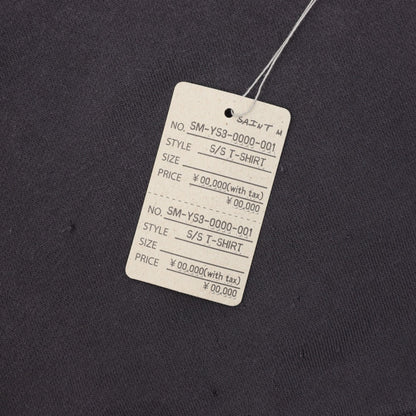 SAINT M
NO. SM-YS3-0000-001
STYLE S/S T-SHIRT
SIZE
PRICE ¥00,000(with tax)
¥00,000
NO. SM-YS3-0000-001
STYLE S/S T-SHIRT
SIZE
PRICE ¥00,000(with tax)
¥00,000